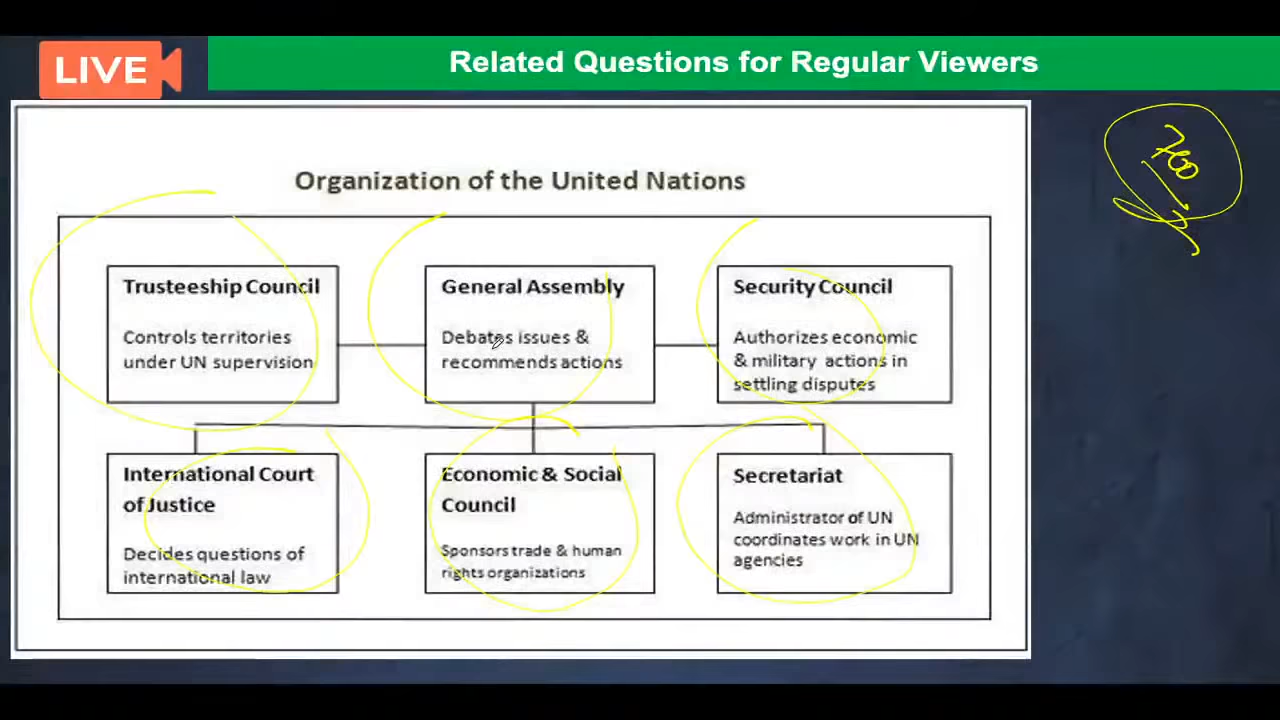 LIVE
Related Questions for Regular Viewers
Organization of the United Nations
Trusteeship Council
Controls territories
under UN supervision
General Assembly
Debates issues &
recommends actions
Security Council
Authorizes economic
& military actions in
settling disputes
International Court
of Justice
Decides questions of
international law
Economic & Social
Council
Sponsors trade & human
rights organizations
Secretariat
Administrator of UN
coordinates work in UN
agencies